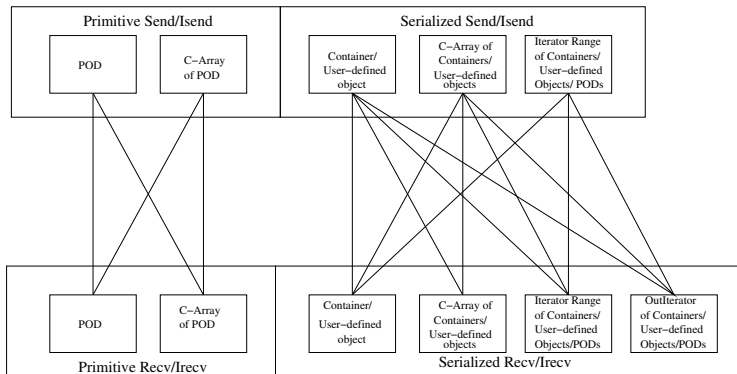 Primitive Send/Isend
Serialized Send/Isend
POD
C−Array
of POD
Container/
User−defined
object
C−Array of
Containers/
User−defined
objects
Iterator Range
of Containers/
User−defined
Objects/ PODs
POD
C−Array
of POD
Container/
User−defined
object
C−Array of
Containers/
User−defined
objects
Iterator Range
of Containers/
User−defined
Objects/PODs
OutIterator
of Containers/
User−defined
Objects/PODs
Primitive Recv/Irecv
Serialized Recv/Irecv